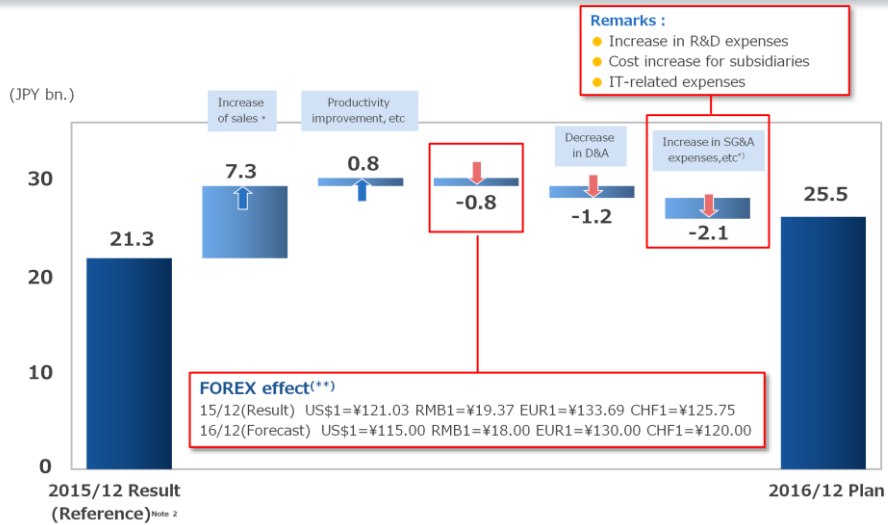 Remarks :
Increase in R&D expenses
Cost increase for subsidiaries
IT-related expenses
(JPY bn.)
Increase
of sales *
Productivity
improvement, etc
Decrease
in D&A
Increase in SG&A
expenses,etc*)
7.3
0.8
-0.8
-1.2
-2.1
21.3
25.5
30
20
10
0
FOREX effect(**)
15/12(Result) US$1=¥121.03 RMB1=¥19.37 EUR1=¥133.69 CHF1=¥125.75
16/12(Forecast) US$1=¥115.00 RMB1=¥18.00 EUR1=¥130.00 CHF1=¥120.00
2015/12 Result
(Reference)Note 2
2016/12 Plan